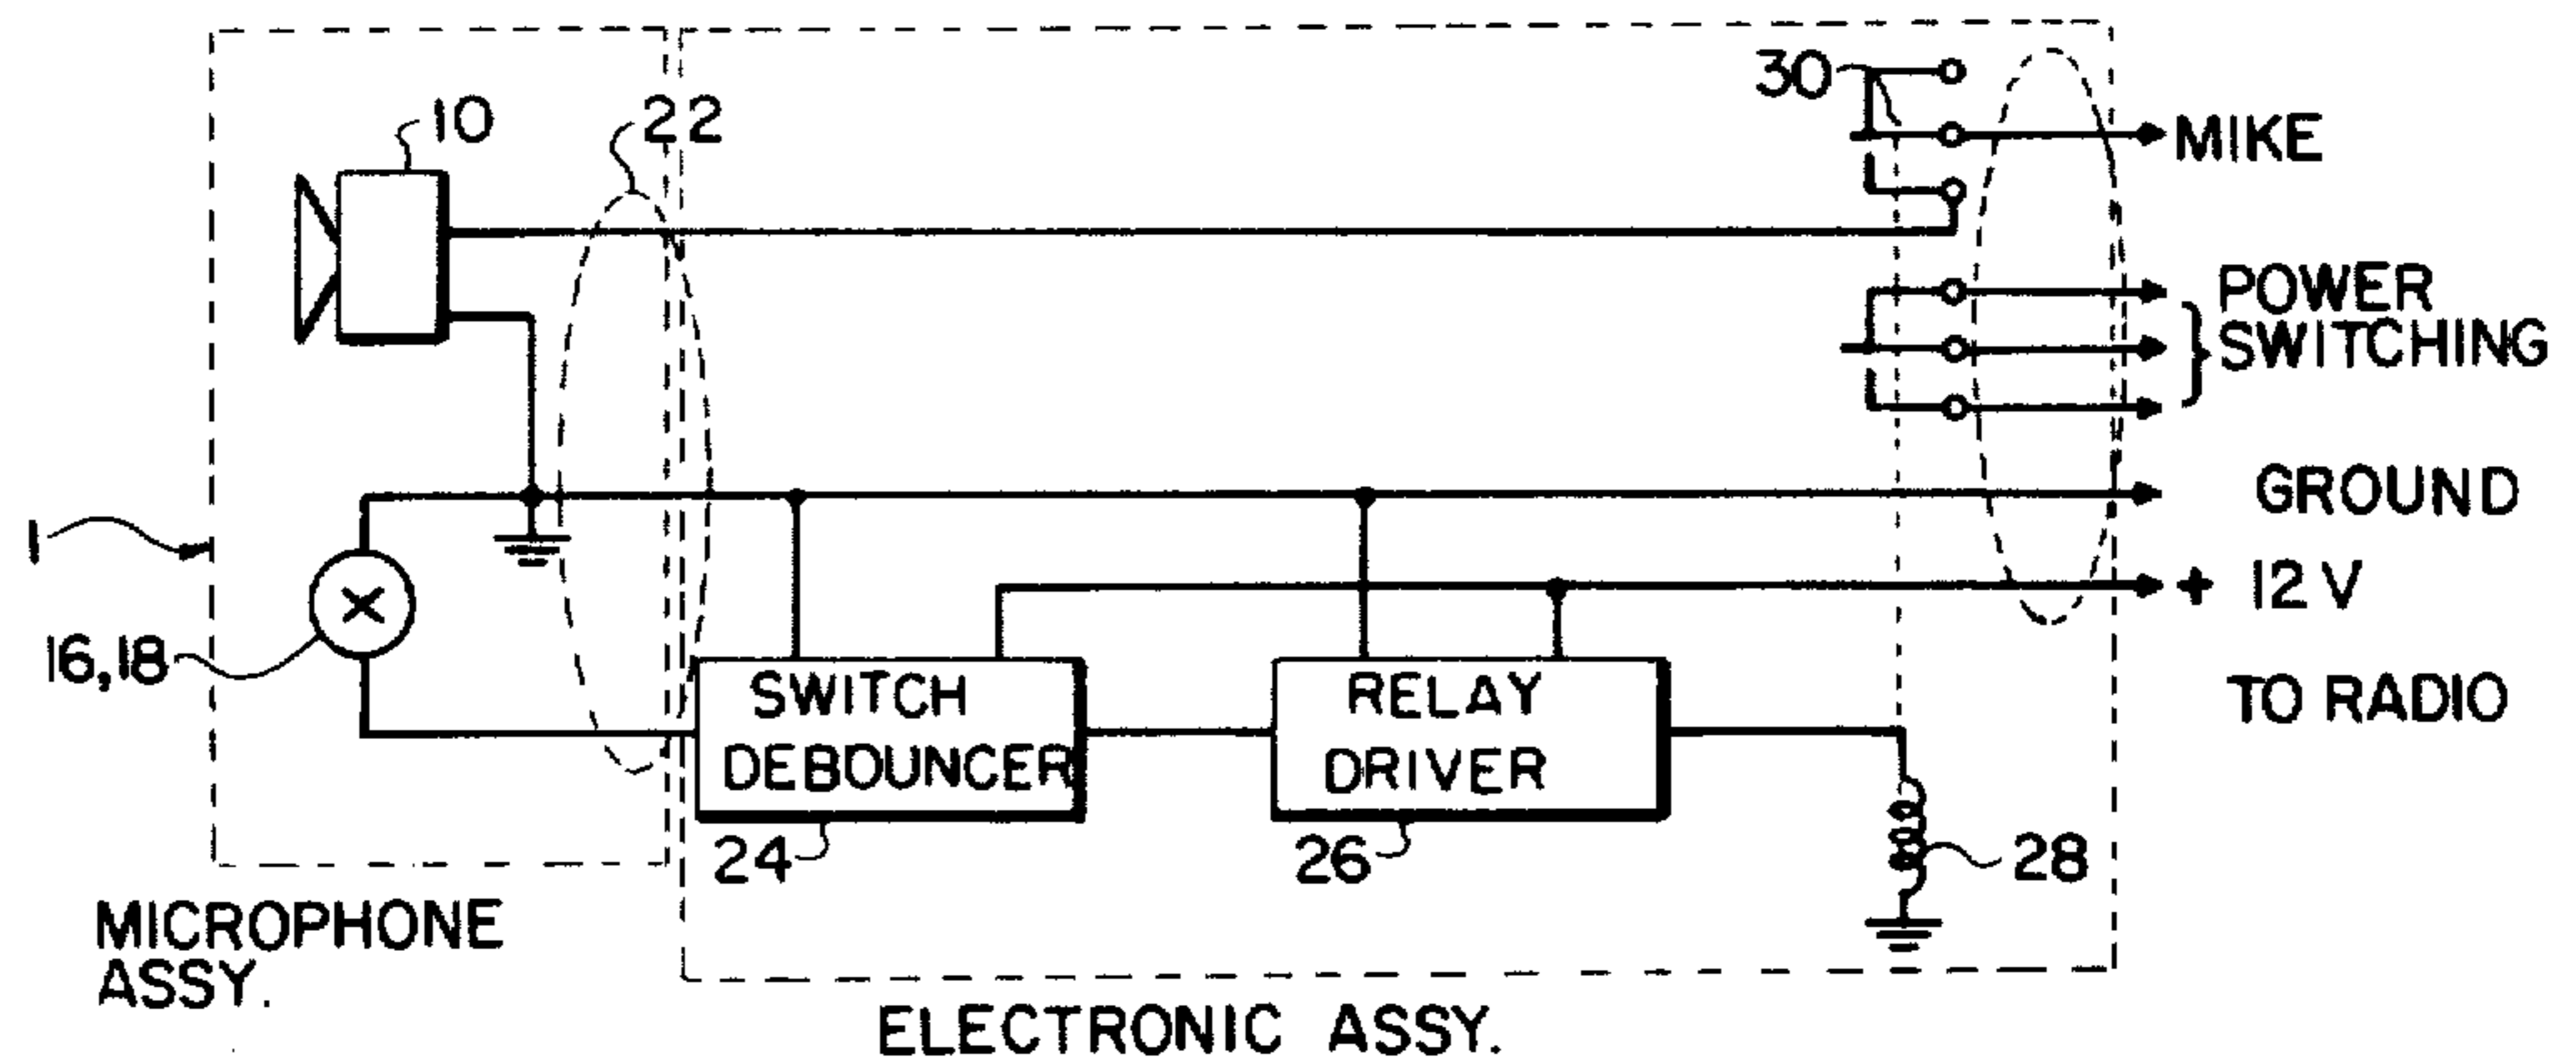 30
10
22
MIKE
POWER
SWITCHING
GROUND
1
+ 12 V
16,18
SWITCH
DEBOUNCER
RELAY
DRIVER
TO RADIO
24
26
28
MICROPHONE
ASSY.
ELECTRONIC ASSY.